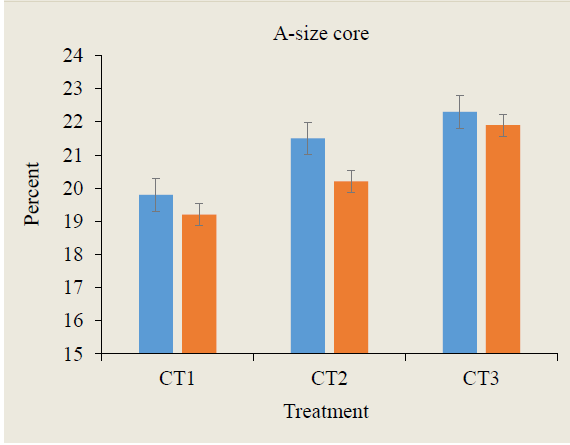 A-size core
24
23
22
21
20
19
18
17
16
15
Percent
CT1 CT2 CT3
Treatment